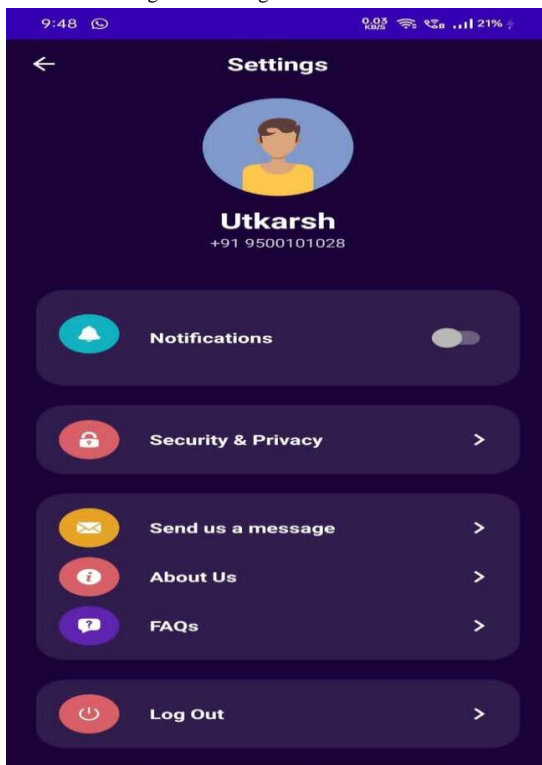 9:48 0.03 KB/S 21%
Settings
Utkarsh
+91 9500101028
Notifications
Security & Privacy >
Send us a message >
About Us >
FAQs >
Log Out >